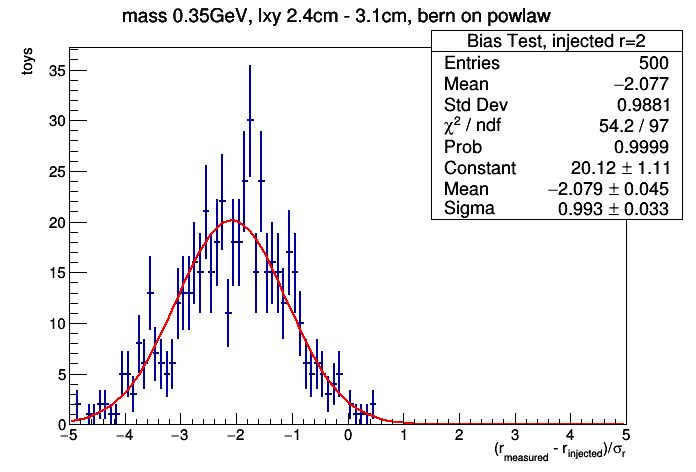 mass 0.35GeV, lxy 2.4cm - 3.1cm, bern on powlaw
toys
Bias Test, injected r=2
Entries 500
Mean −2.077
Std Dev 0.9881
χ² / ndf 54.2 / 97
Prob 0.9999
Constant 20.12 ± 1.11
Mean −2.079 ± 0.045
Sigma 0.993 ± 0.033
35
30
25
20
15
10
5
0
−5 −4 −3 −2 −1 0 1 2 3 4 5
(r_measured - r_injected)/σ_r